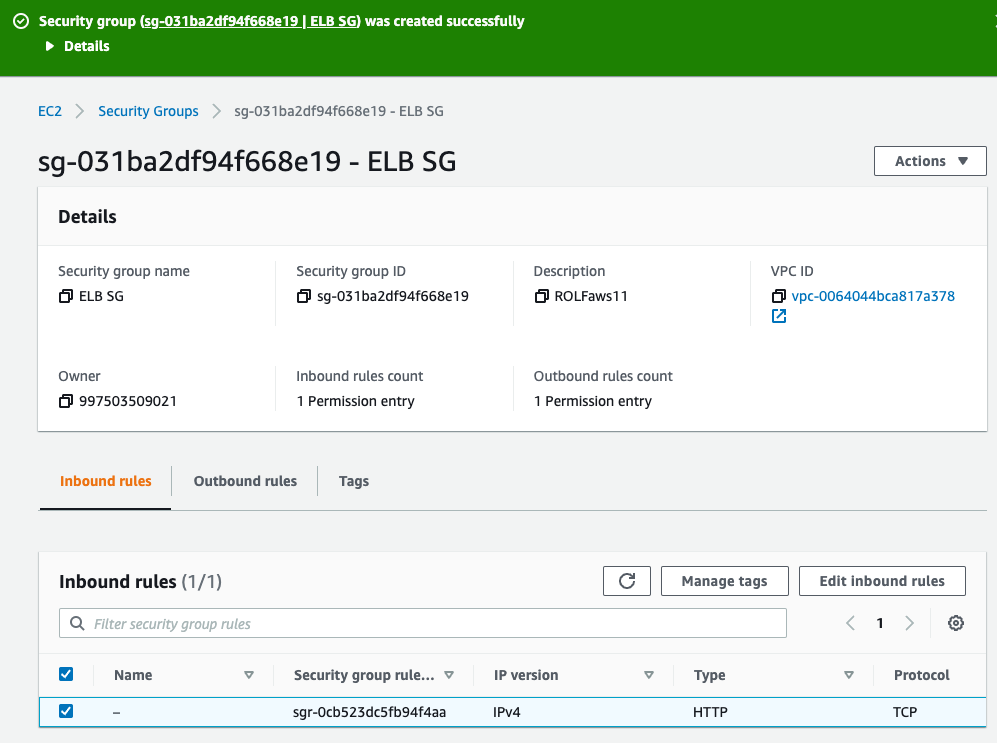 Security group (sg-031ba2df94f668e19 | ELB SG) was created successfully
Details
EC2 Security Groups sg-031ba2df94f668e19 - ELB SG
sg-031ba2df94f668e19 - ELB SG
Actions
Details
Security group name Security group ID Description VPC ID
ELB SG sg-031ba2df94f668e19 ROLFaws11 vpc-0064044bca817a378
Owner Inbound rules count Outbound rules count
997503509021 1 Permission entry 1 Permission entry
Inbound rules Outbound rules Tags
Inbound rules (1/1) Manage tags Edit inbound rules
Filter security group rules 1
Name Security group rule... IP version Type Protocol
– sgr-0cb523dc5fb94f4aa IPv4 HTTP TCP